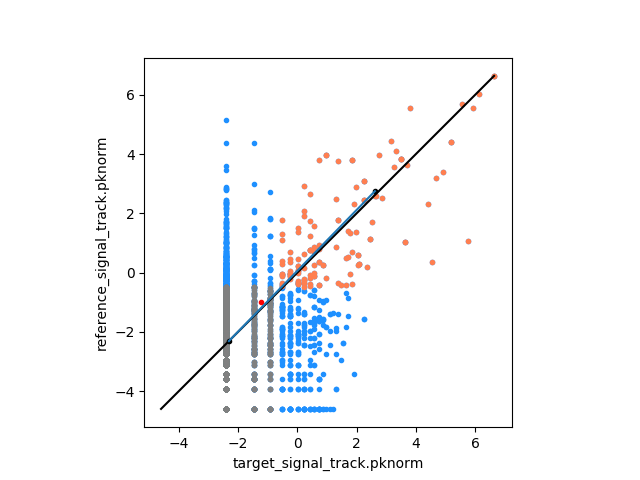 6
4
2
0
−2
−4
reference_signal_track.pknorm
−4 −2 0 2 4 6
target_signal_track.pknorm